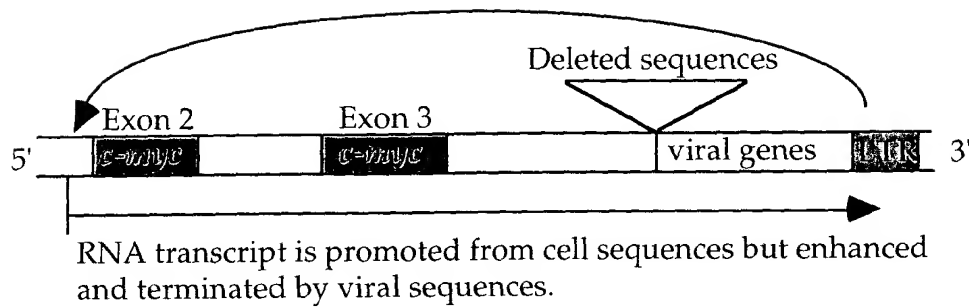 Deleted sequences
Exon 2
Exon 3
5'
c-myc
c-myc
viral genes
LTR
3'
RNA transcript is promoted from cell sequences but enhanced
and terminated by viral sequences.